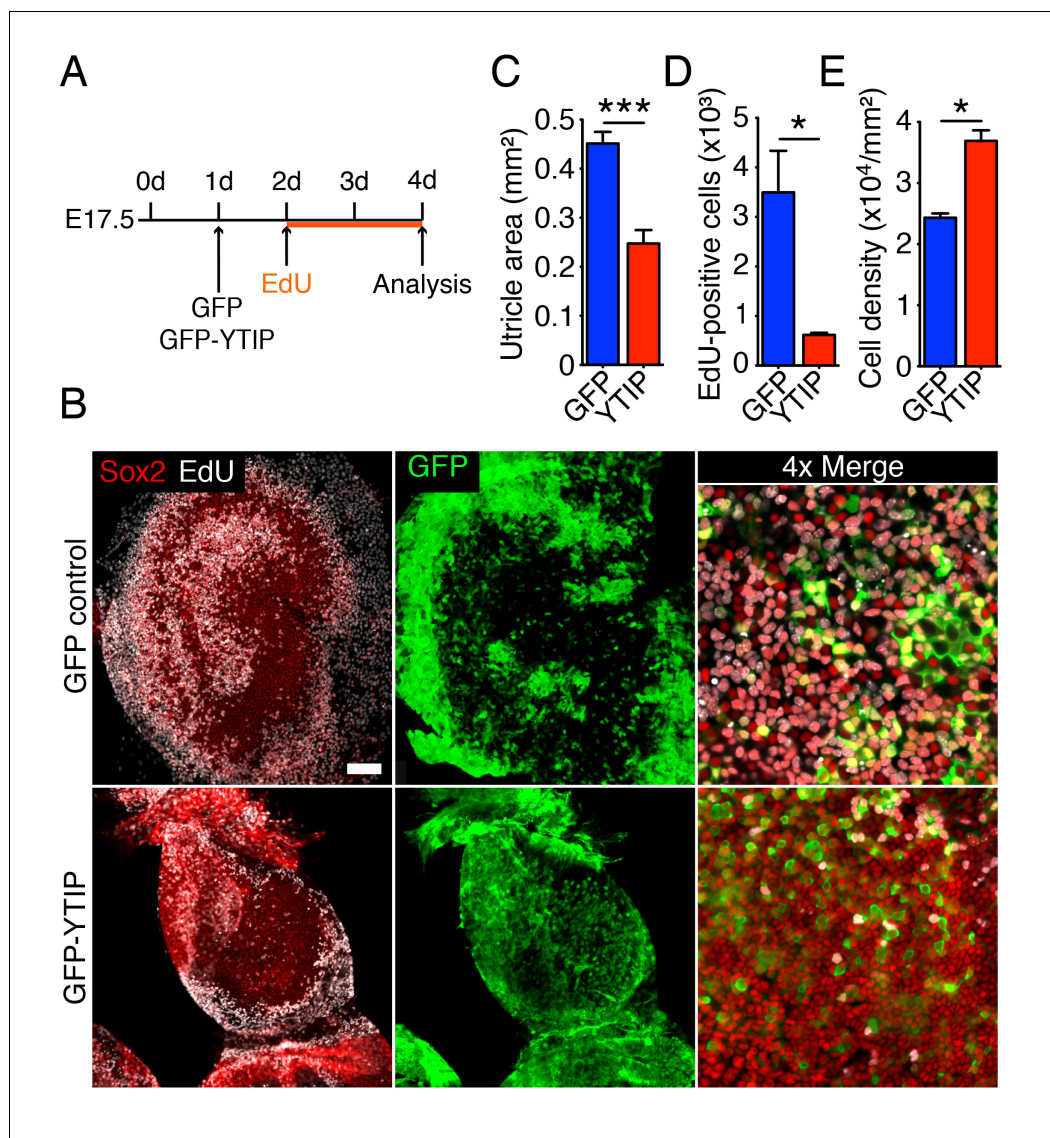 A
0d 1d 2d 3d 4d
E17.5
EdU
Analysis
GFP
GFP-YTIP
C
***
Utricle area (mm²)
0.5
0.4
0.3
0.2
0.1
0
GFP
YTIP
D
*
EdU-positive cells (x10³)
5
4
3
2
1
0
GFP
YTIP
E
*
Cell density (x10⁴/mm²)
4
3
2
1
0
GFP
YTIP
B
Sox2 EdU
GFP
4x Merge
GFP control
GFP-YTIP